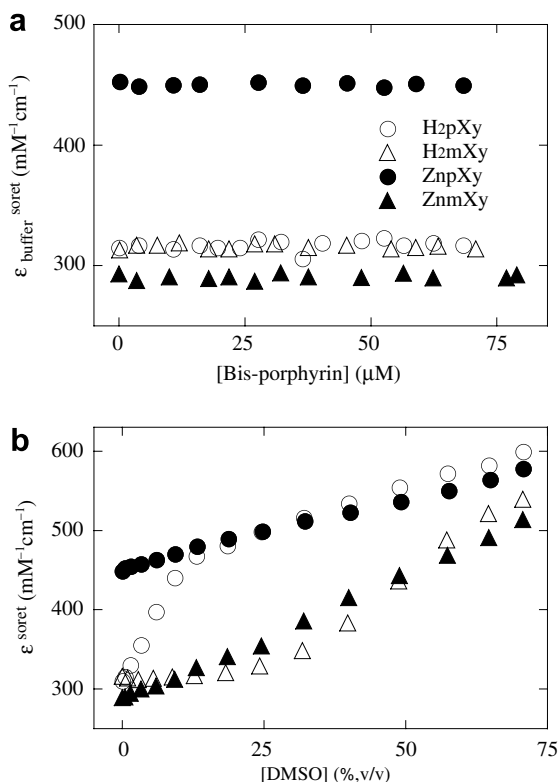 a
500
400
300
0
25
50
75
ε buffer soret (mM⁻¹cm⁻¹)
[Bis-porphyrin] (μM)
H2pXy
H2mXy
ZnpXy
ZnmXy
b
600
500
400
300
0
25
50
75
ε soret (mM⁻¹cm⁻¹)
[DMSO] (%,v/v)